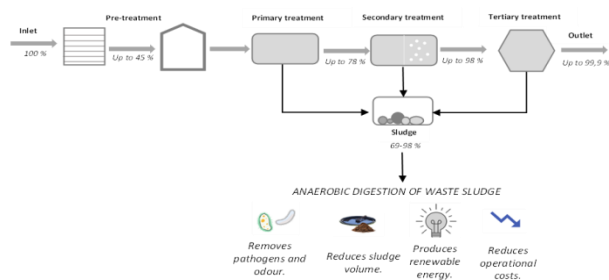 Inlet
100 %
Pre-treatment
Up to 45 %
Primary treatment
Up to 78 %
Secondary treatment
Up to 98 %
Tertiary treatment
Outlet
Up to 99,9 %
Sludge
69-98 %
ANAEROBIC DIGESTION OF WASTE SLUDGE
Removes
pathogens and
odour.
Reduces sludge
volume.
Produces
renewable
energy.
Reduces
operational
costs.